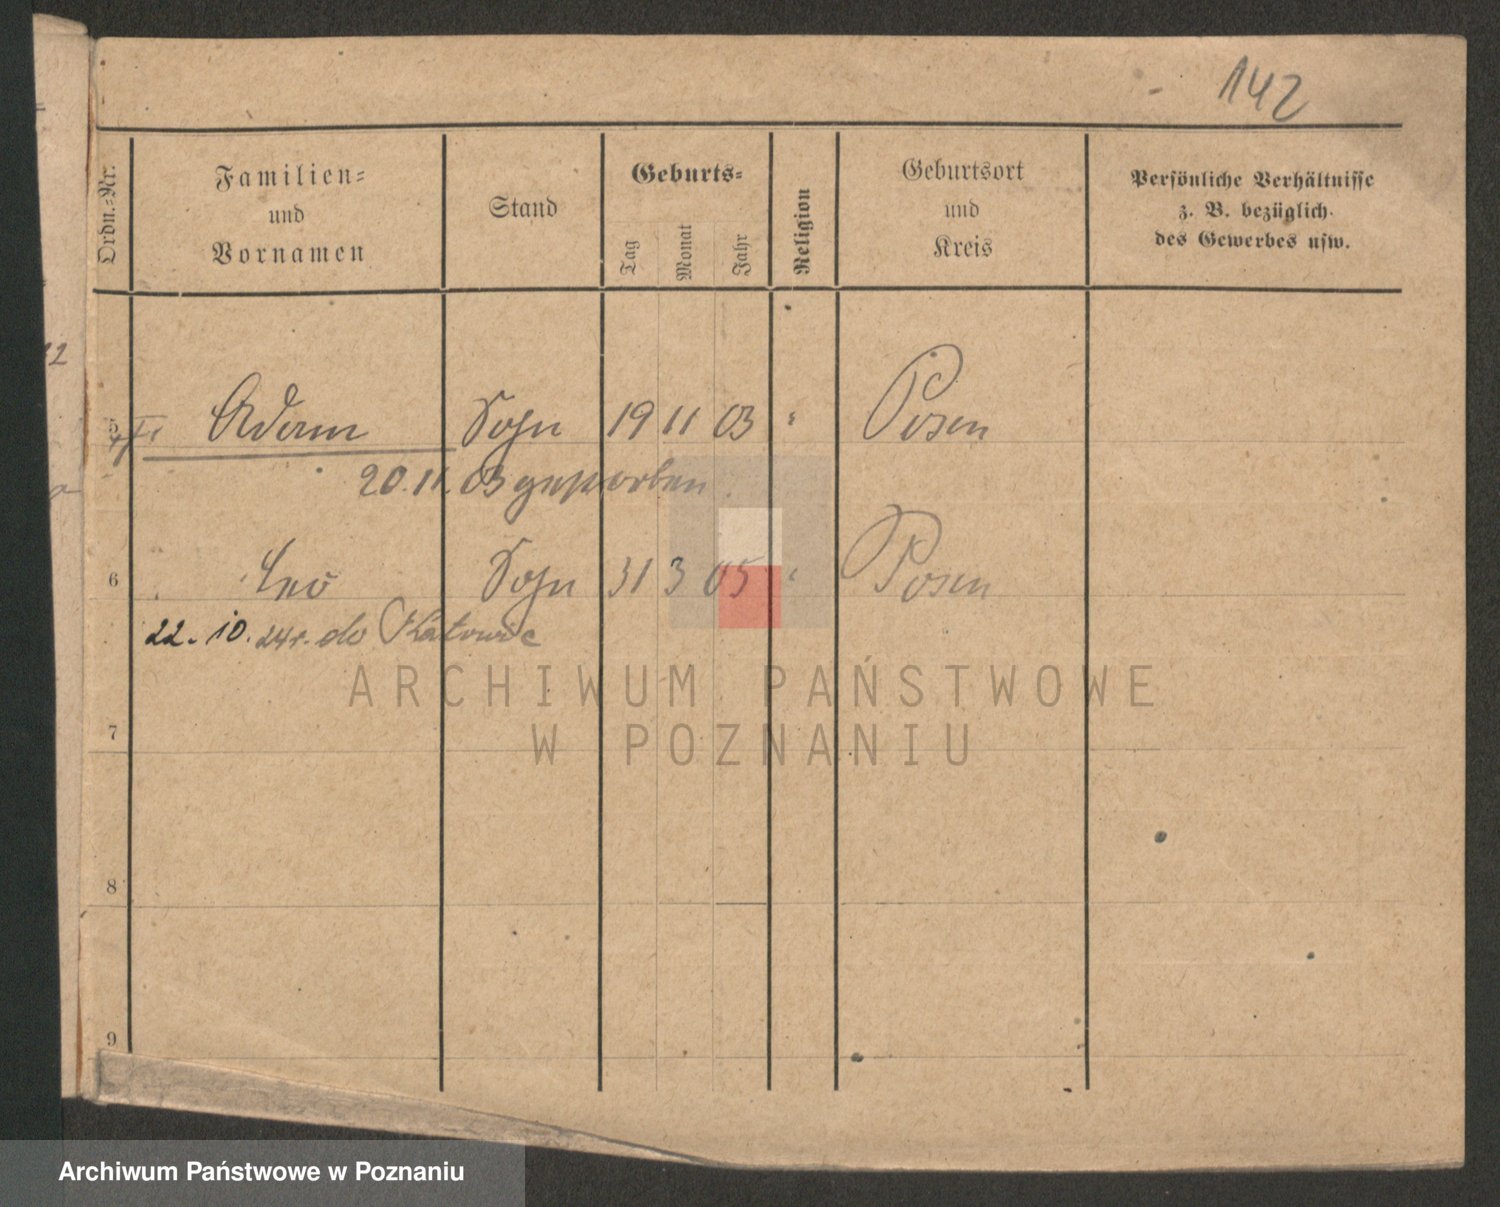 142
Ordn.-Nr.
Familien-
und
Vornamen
Stand
Geburts-
Tag
Monat
Jahr
Religion
Geburtsort
und
Kreis
Persönliche Verhältnisse
z. B. bezüglich
des Gewerbes usw.
12
5 Adam Sohn 19 11 03 " Posen
20. 11. 03 gestorben.
6 Leo Sohn 31 3 05 " Posen
22. 10. 24 r. do Katowic
7
8
9
ARCHIWUM PAŃSTWOWE
W POZNANIU
Archiwum Państwowe w Poznaniu